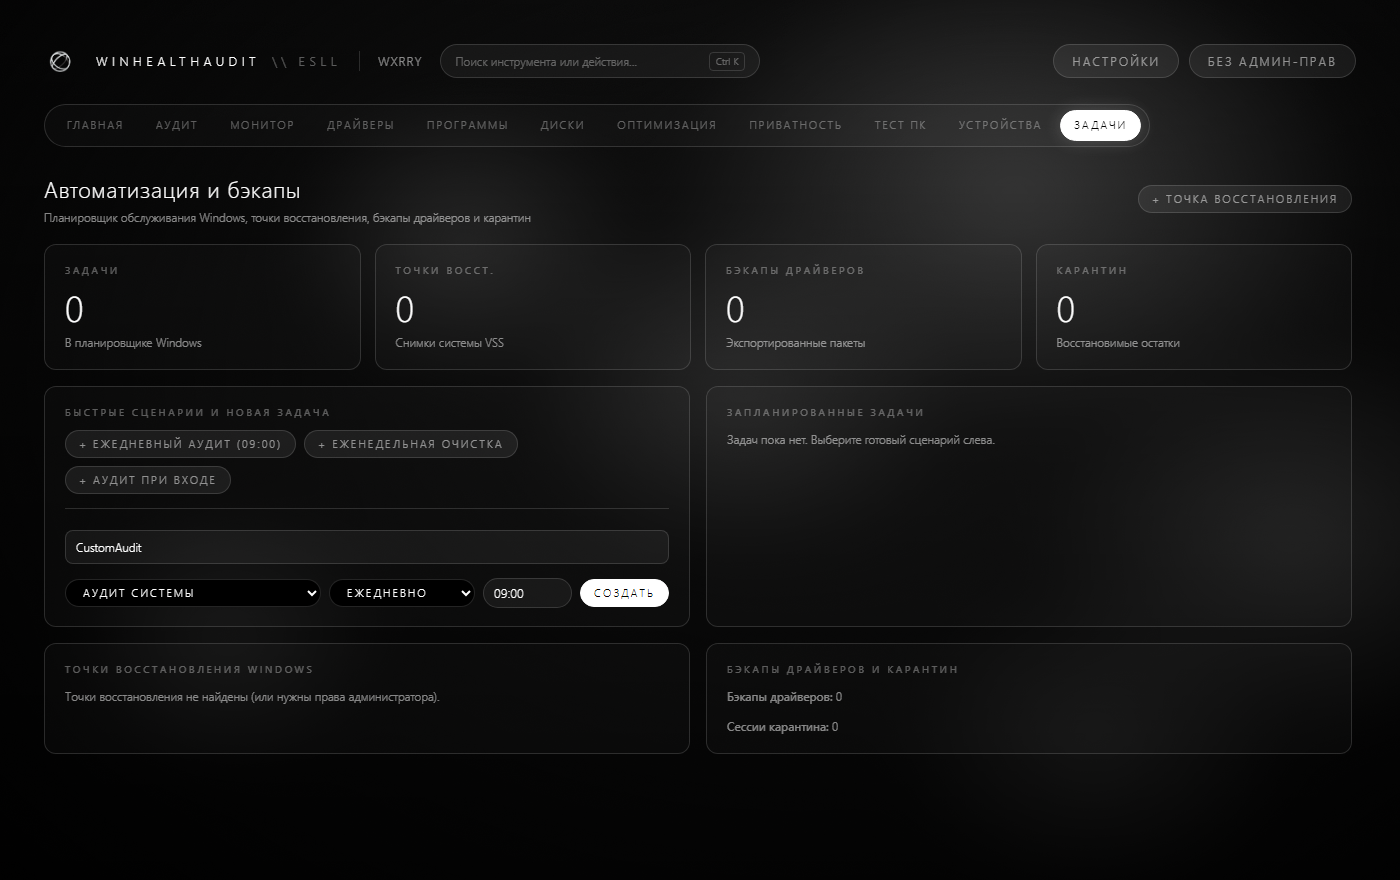 WINHEALTHAUDIT \\ ESLL WXRRY Поиск инструмента или действия... Ctrl K НАСТРОЙКИ БЕЗ АДМИН-ПРАВ
ГЛАВНАЯ АУДИТ МОНИТОР ДРАЙВЕРЫ ПРОГРАММЫ ДИСКИ ОПТИМИЗАЦИЯ ПРИВАТНОСТЬ ТЕСТ ПК УСТРОЙСТВА ЗАДАЧИ
Автоматизация и бэкапы
Планировщик обслуживания Windows, точки восстановления, бэкапы драйверов и карантин
+ ТОЧКА ВОССТАНОВЛЕНИЯ
ЗАДАЧИ
0
В планировщике Windows
ТОЧКИ ВОССТ.
0
Снимки системы VSS
БЭКАПЫ ДРАЙВЕРОВ
0
Экспортированные пакеты
КАРАНТИН
0
Восстановимые остатки
БЫСТРЫЕ СЦЕНАРИИ И НОВАЯ ЗАДАЧА
+ ЕЖЕДНЕВНЫЙ АУДИТ (09:00) + ЕЖЕНЕДЕЛЬНАЯ ОЧИСТКА
+ АУДИТ ПРИ ВХОДЕ
CustomAudit
АУДИТ СИСТЕМЫ ЕЖЕДНЕВНО 09:00 СОЗДАТЬ
ЗАПЛАНИРОВАННЫЕ ЗАДАЧИ
Задач пока нет. Выберите готовый сценарий слева.
ТОЧКИ ВОССТАНОВЛЕНИЯ WINDOWS
Точки восстановления не найдены (или нужны права администратора).
БЭКАПЫ ДРАЙВЕРОВ И КАРАНТИН
Бэкапы драйверов: 0
Сессии карантина: 0